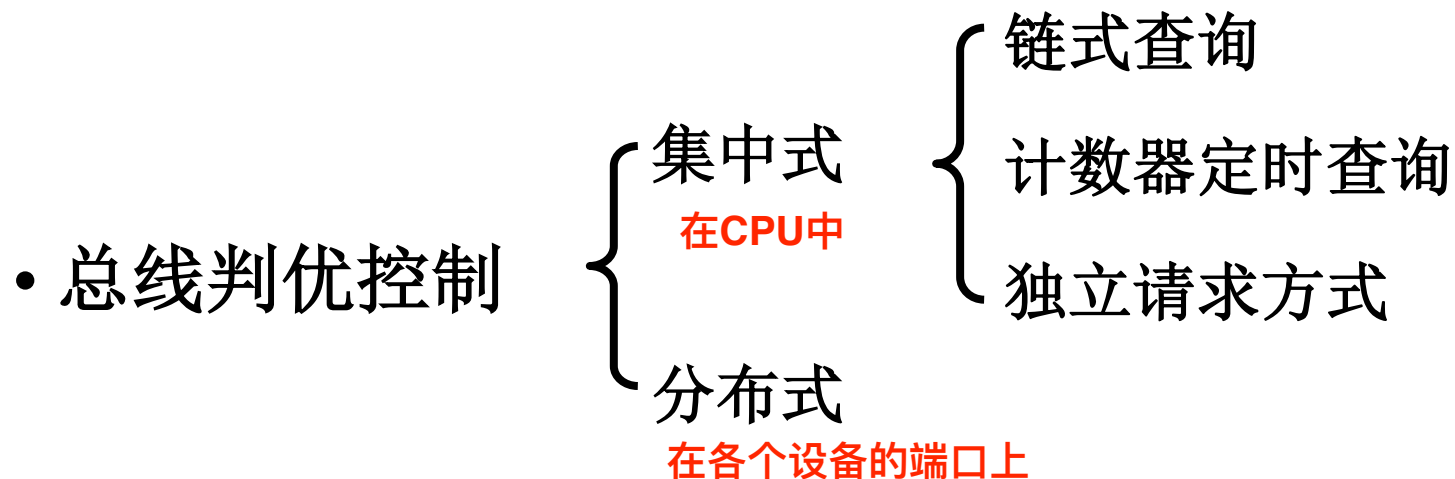 • 总线判优控制
集中式
在CPU中
链式查询
计数器定时查询
独立请求方式
分布式
在各个设备的端口上